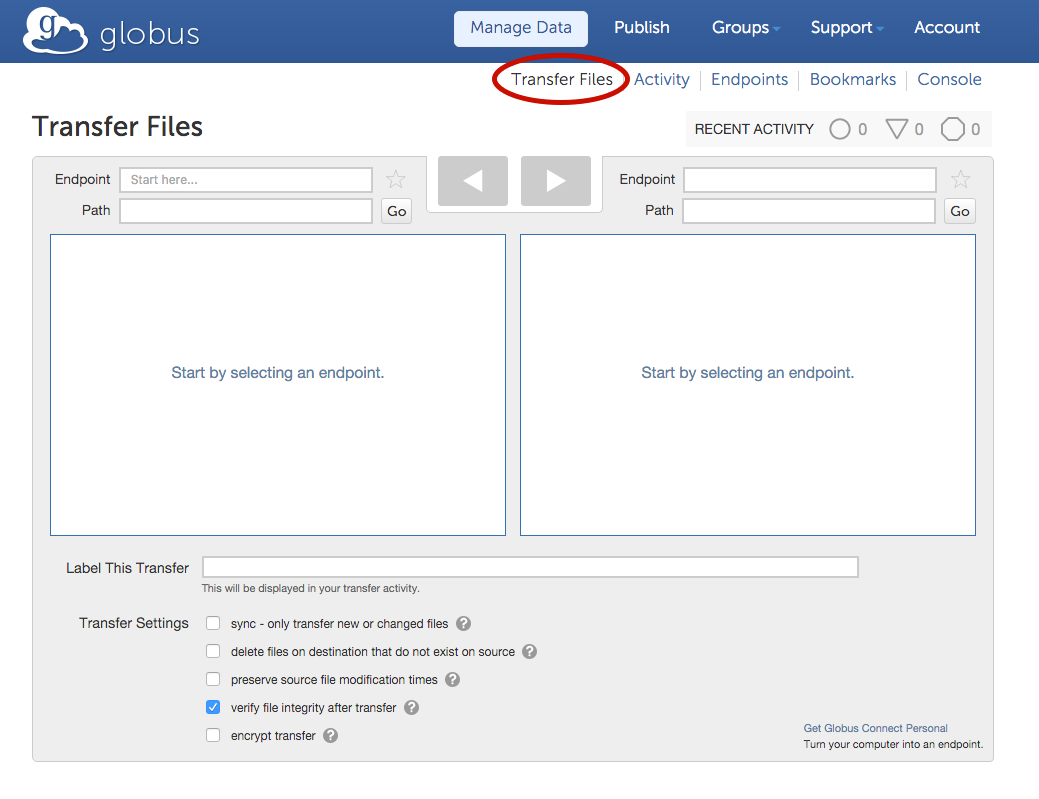 globus
Manage Data Publish Groups Support Account
Transfer Files Activity Endpoints Bookmarks Console
Transfer Files
RECENT ACTIVITY 0 0 0
Endpoint Start here...
Path Go
Endpoint
Path Go
Start by selecting an endpoint.
Start by selecting an endpoint.
Label This Transfer
This will be displayed in your transfer activity.
Transfer Settings
sync - only transfer new or changed files ?
delete files on destination that do not exist on source ?
preserve source file modification times ?
verify file integrity after transfer ?
encrypt transfer ?
Get Globus Connect Personal
Turn your computer into an endpoint.